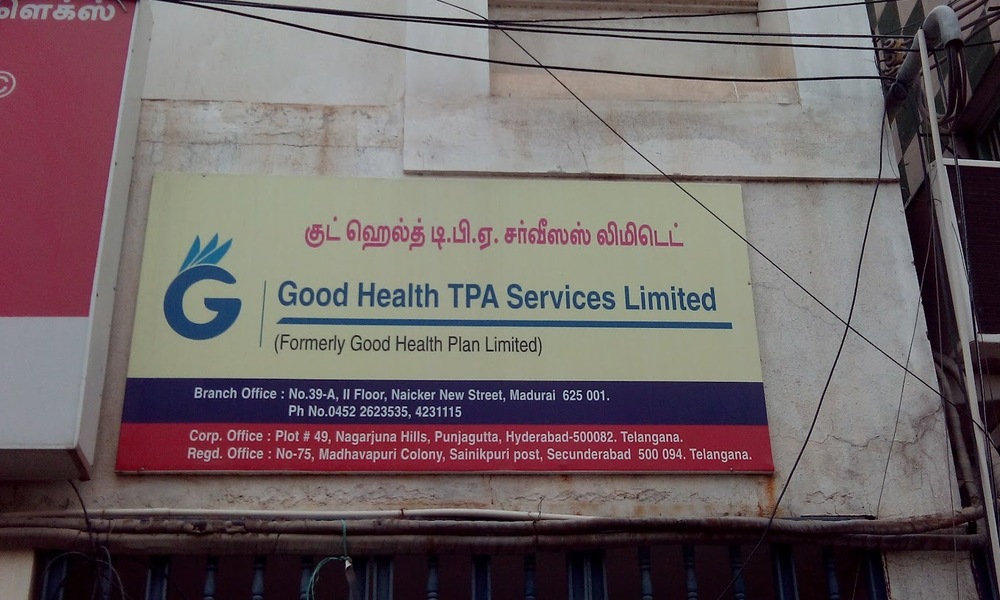 ளெக்ஸ்
©
குட் ஹெல்த் டி.பி.ஏ. சர்வீஸஸ் லிமிடெட்
G
Good Health TPA Services Limited
(Formerly Good Health Plan Limited)
Branch Office : No.39-A, II Floor, Naicker New Street, Madurai 625 001.
Ph No.0452 2623535, 4231115
Corp. Office : Plot # 49, Nagarjuna Hills, Punjagutta, Hyderabad-500082. Telangana.
Regd. Office : No-75, Madhavapuri Colony, Sainikpuri post, Secunderabad 500 094. Telangana.